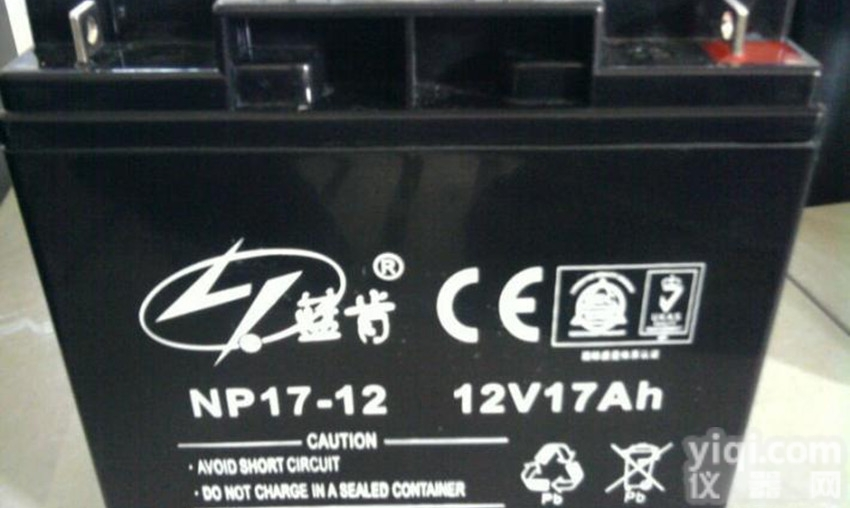 蓝肯®
CE
NP17-12 12V17Ah
CAUTION
· AVOID SHORT CIRCUIT
· DO NOT CHARGE IN A SEALED CONTAINER
Pb Pb
yiqi.com
仪器网